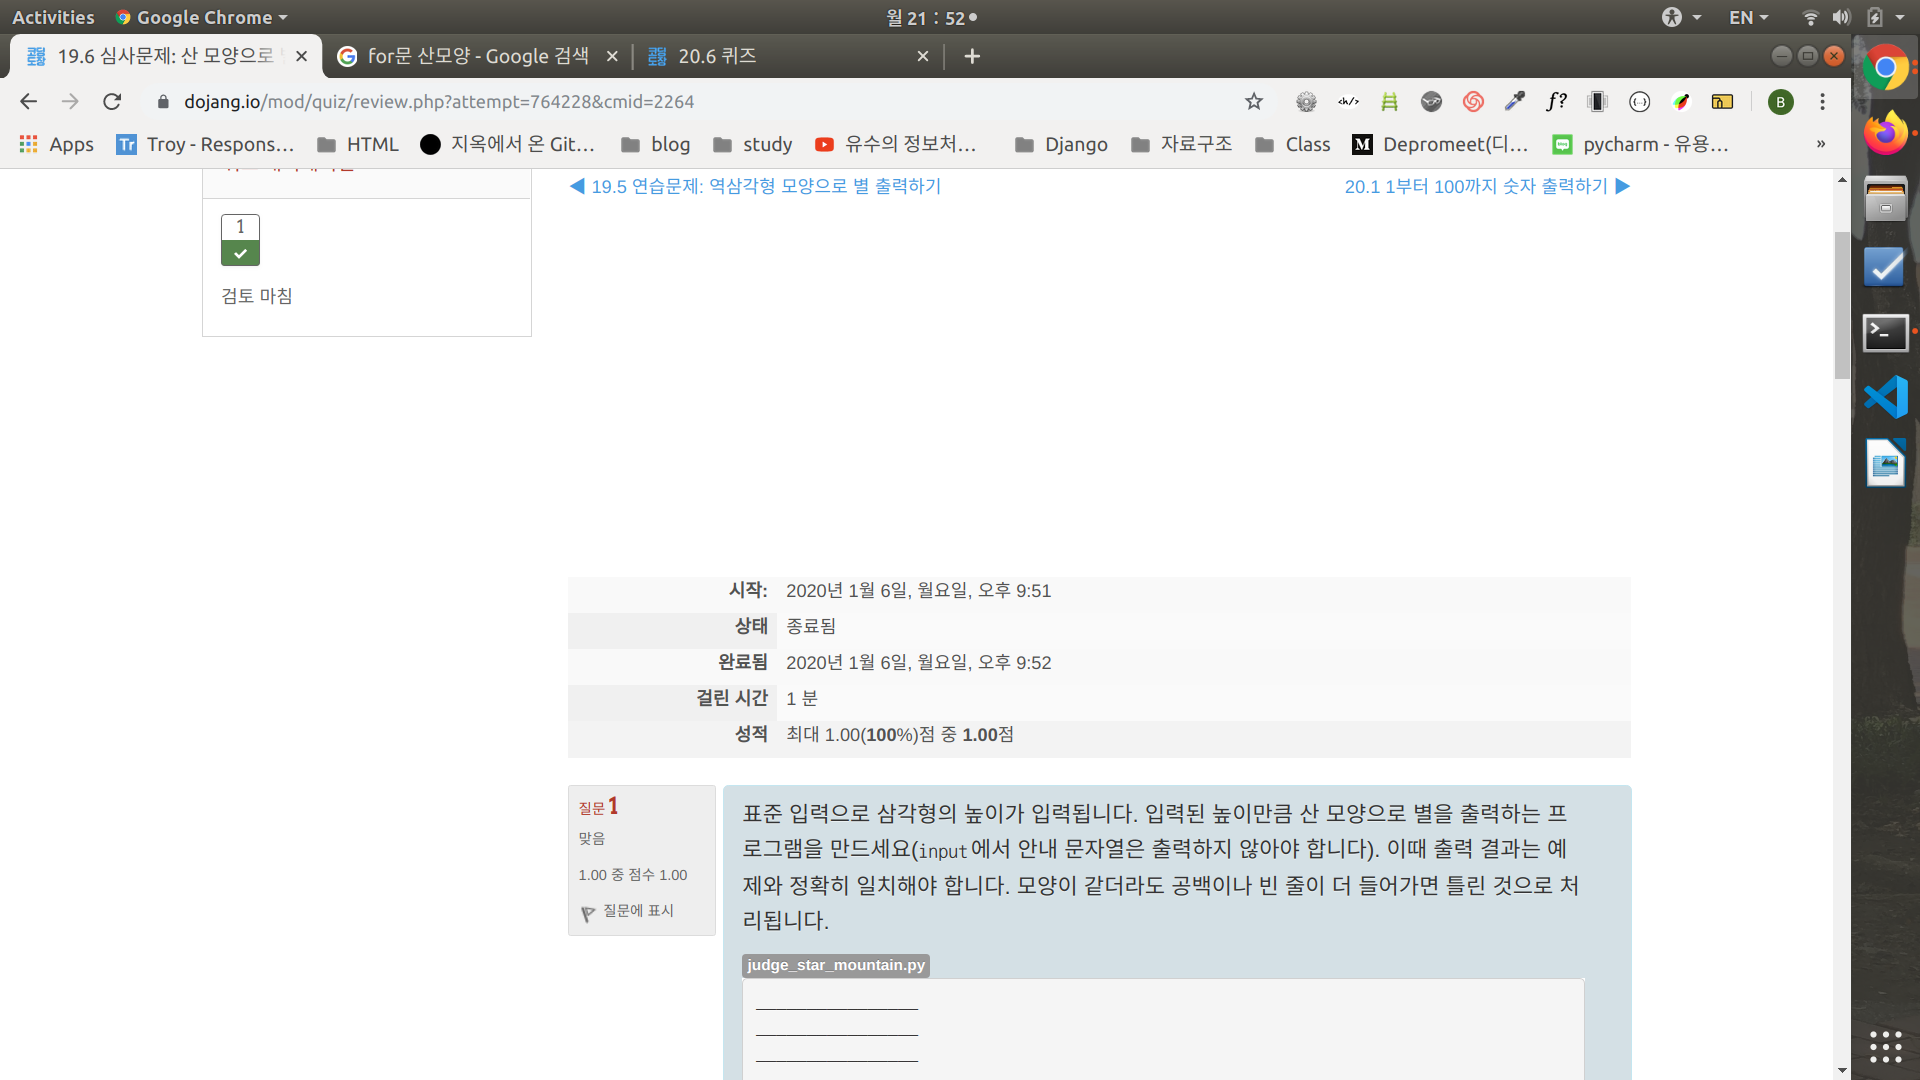 Activities
Google Chrome
월 21 : 52
EN
19.6 심사문제: 산 모양으로
for문 산모양 - Google 검색
20.6 퀴즈
dojang.io/mod/quiz/review.php?attempt=764228&cmid=2264
<h/>
f?
{...}
B
Apps
Tr
Troy - Respons...
HTML
지옥에서 온 Git...
blog
study
유수의 정보처...
Django
자료구조
Class
M
Depromeet(디...
pycharm - 유용...
»
◀ 19.5 연습문제: 역삼각형 모양으로 별 출력하기
20.1 1부터 100까지 숫자 출력하기 ▶
1
검토 마침
시작: 2020년 1월 6일, 월요일, 오후 9:51
상태 종료됨
완료됨 2020년 1월 6일, 월요일, 오후 9:52
걸린 시간 1 분
성적 최대 1.00(100%)점 중 1.00점
질문 1
맞음
1.00 중 점수 1.00
질문에 표시
표준 입력으로 삼각형의 높이가 입력됩니다. 입력된 높이만큼 산 모양으로 별을 출력하는 프
로그램을 만드세요(input에서 안내 문자열은 출력하지 않아야 합니다). 이때 출력 결과는 예
제와 정확히 일치해야 합니다. 모양이 같더라도 공백이나 빈 줄이 더 들어가면 틀린 것으로 처
리됩니다.
judge_star_mountain.py
________________
________________
________________